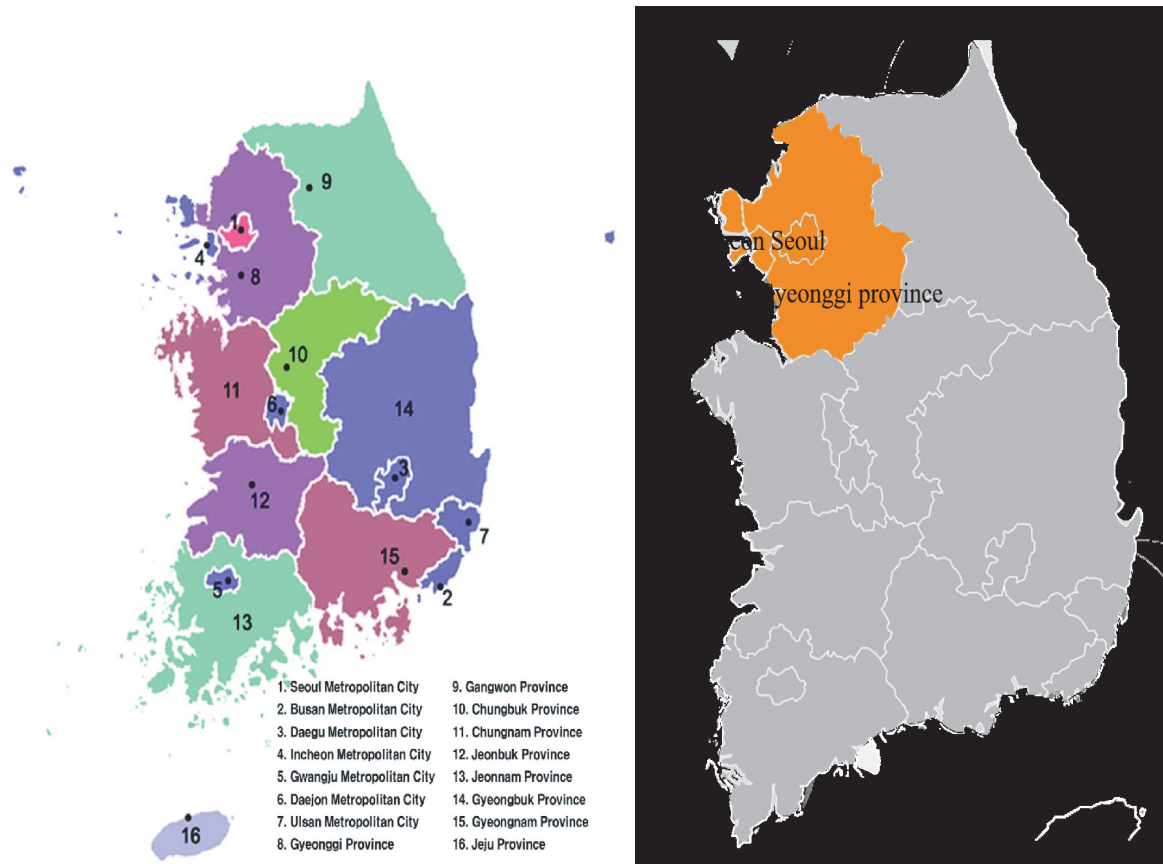 9
1
4
8
10
11
6
14
3
12
7
15
5
2
13
16
1. Seoul Metropolitan City
2. Busan Metropolitan City
3. Daegu Metropolitan City
4. Incheon Metropolitan City
5. Gwangju Metropolitan City
6. Daejon Metropolitan City
7. Ulsan Metropolitan City
8. Gyeonggi Province
9. Gangwon Province
10. Chungbuk Province
11. Chungnam Province
12. Jeonbuk Province
13. Jeonnam Province
14. Gyeongbuk Province
15. Gyeongnam Province
16. Jeju Province
eon Seoul
yeonggi province